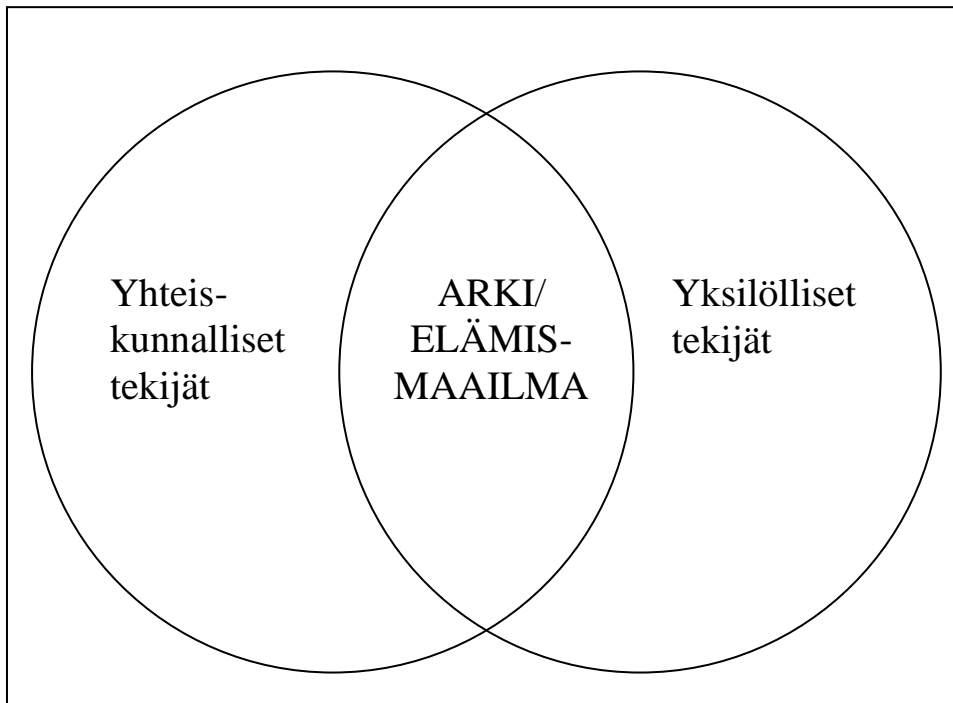 Yhteis-
kunnalliset
tekijät
ARKI/
ELÄMIS-
MAAILMA
Yksilölliset
tekijät